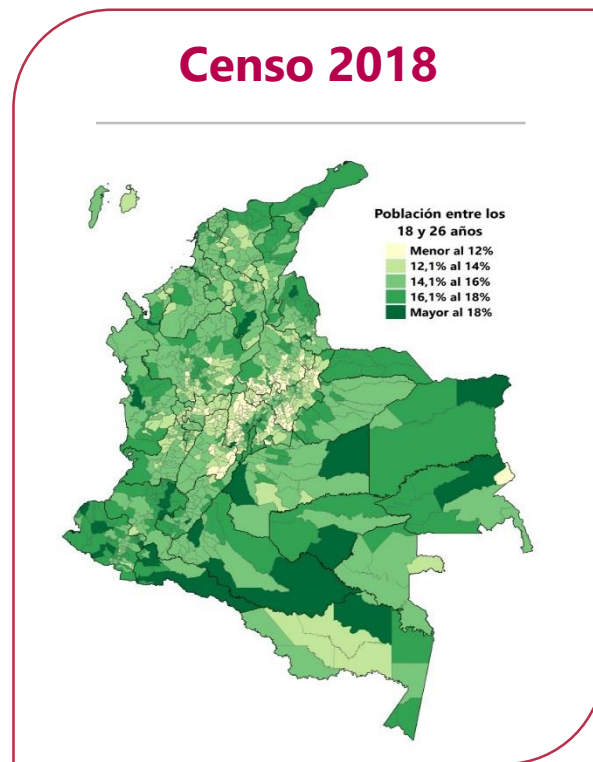 Censo 2018
Población entre los
18 y 26 años
Menor al 12%
12,1% al 14%
14,1% al 16%
16,1% al 18%
Mayor al 18%